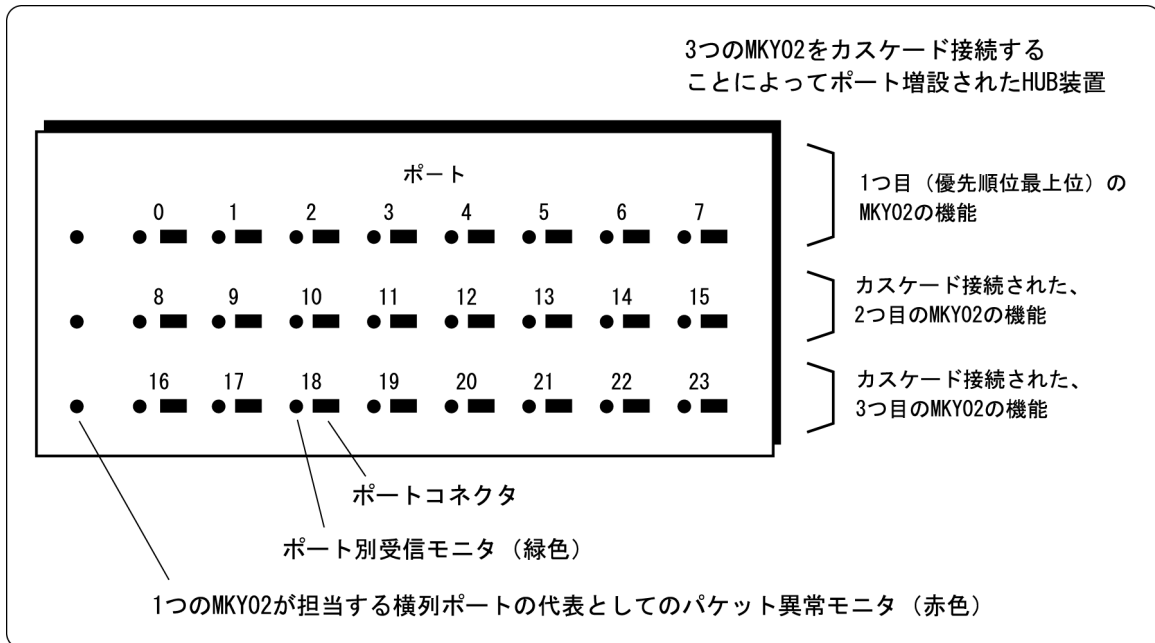 3つのMKY02をカスケード接続する
ことによってポート増設されたHUB装置
ポート
1つ目（優先順位最上位）の
MKY02の機能
0 1 2 3 4 5 6 7
カスケード接続された、
2つ目のMKY02の機能
8 9 10 11 12 13 14 15
カスケード接続された、
3つ目のMKY02の機能
16 17 18 19 20 21 22 23
ポートコネクタ
ポート別受信モニタ（緑色）
1つのMKY02が担当する横列ポートの代表としてのパケット異常モニタ（赤色）